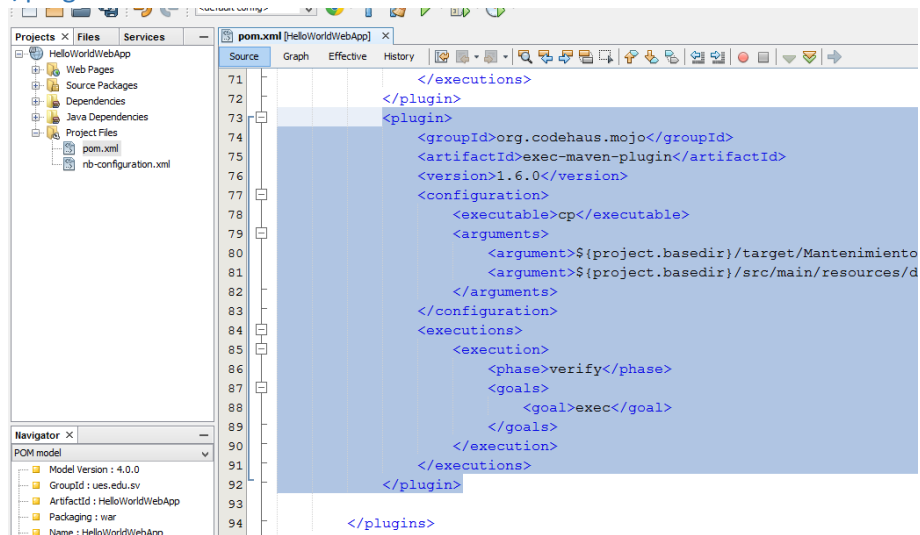 Projects Files Services
HelloWorldWebApp
Web Pages
Source Packages
Dependencies
Java Dependencies
Project Files
pom.xml
nb-configuration.xml
Navigator
POM model
Model Version : 4.0.0
GroupId : ues.edu.sv
ArtifactId : HelloWorldWebApp
Packaging : war
Name : HelloWorldWebApp
pom.xml [HelloWorldWebApp]
Source Graph Effective History
71 </executions>
72 </plugin>
73 <plugin>
74 <groupId>org.codehaus.mojo</groupId>
75 <artifactId>exec-maven-plugin</artifactId>
76 <version>1.6.0</version>
77 <configuration>
78 <executable>cp</executable>
79 <arguments>
80 <argument>${project.basedir}/target/Mantenimiento
81 <argument>${project.basedir}/src/main/resources/d
82 </arguments>
83 </configuration>
84 <executions>
85 <execution>
86 <phase>verify</phase>
87 <goals>
88 <goal>exec</goal>
89 </goals>
90 </execution>
91 </executions>
92 </plugin>
93
94 </plugins>